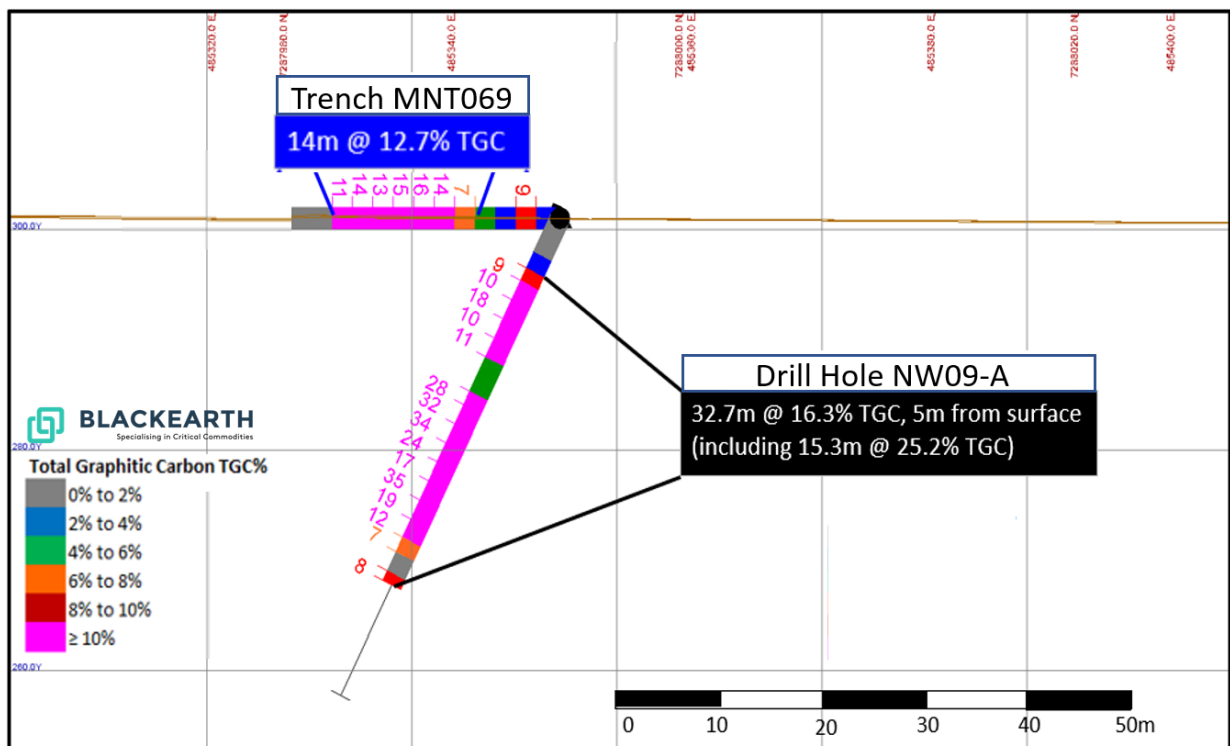 485320.0 E
7287980.0 N
485340.0 E
7288000.0 N
485360.0 E
485380.0 E
7288020.0 N
485400.0 E
Trench MNT069
14m @ 12.7% TGC
11
14
13
15
16
14
7
9
300.0Y
9
10
18
10
11
28
32
34
24
17
35
19
12
7
8
Drill Hole NW09-A
32.7m @ 16.3% TGC, 5m from surface
(including 15.3m @ 25.2% TGC)
BLACKEARTH
Specialising in Critical Commodities
280.0Y
Total Graphitic Carbon TGC%
0% to 2%
2% to 4%
4% to 6%
6% to 8%
8% to 10%
≥ 10%
260.0Y
0 10 20 30 40 50m